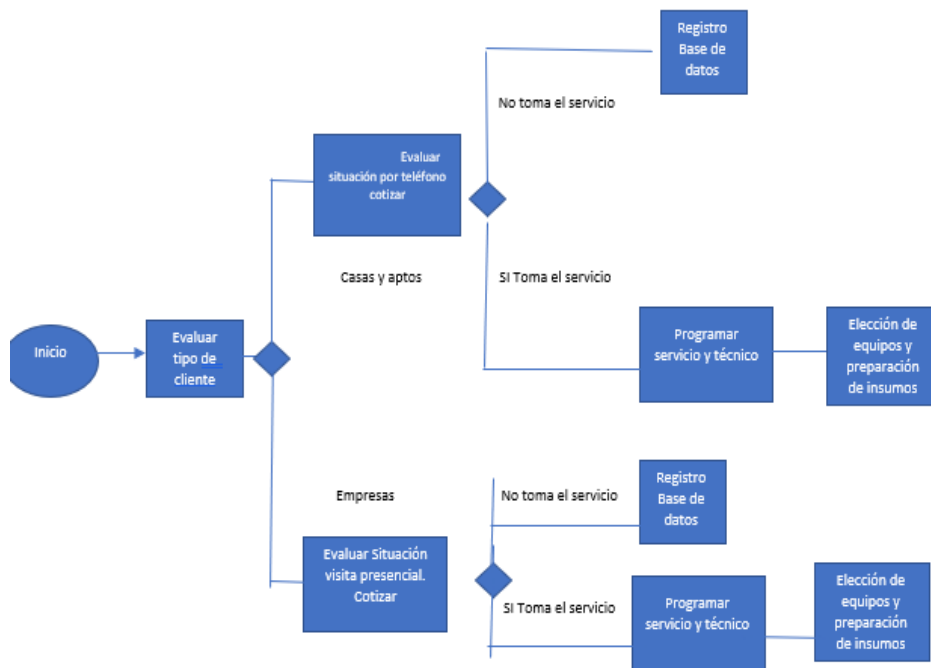 Registro
Base de
datos
No toma el servicio
Evaluar
situación por teléfono
cotizar
Casas y aptos
SI Toma el servicio
Inicio
Evaluar
tipo de
cliente
Programar
servicio y técnico
Elección de
equipos y
preparación
de insumos
Empresas
No toma el servicio
Registro
Base de
datos
Evaluar Situación
visita presencial.
Cotizar
SI Toma el servicio
Programar
servicio y técnico
Elección de
equipos y
preparación
de insumos